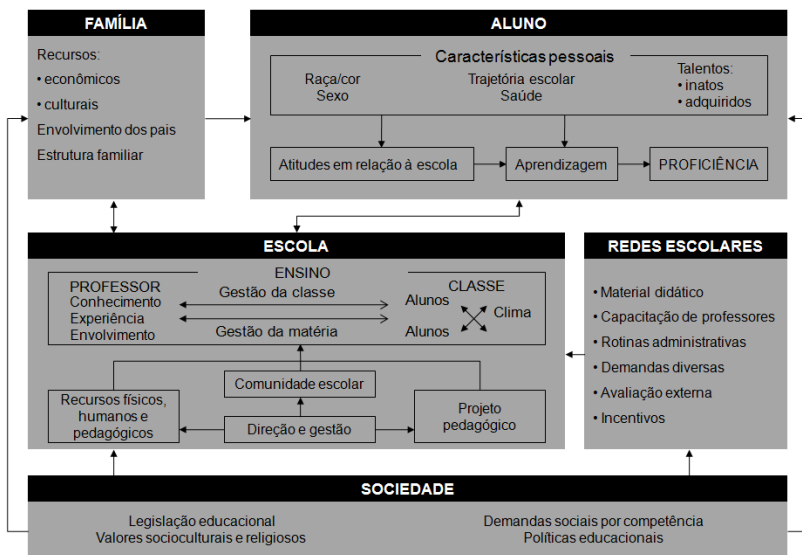 FAMÍLIA
Recursos:
• econômicos
• culturais
Envolvimento dos pais
Estrutura familiar
ALUNO
Características pessoais
Raça/cor
Sexo
Trajetória escolar
Saúde
Talentos:
• inatos
• adquiridos
Atitudes em relação à escola
Aprendizagem
PROFICIÊNCIA
ESCOLA
ENSINO
PROFESSOR
Conhecimento
Experiência
Envolvimento
Gestão da classe
Gestão da matéria
CLASSE
Alunos
Clima
Alunos
Comunidade escolar
Recursos físicos,
humanos e
pedagógicos
Direção e gestão
Projeto
pedagógico
REDES ESCOLARES
• Material didático
• Capacitação de professores
• Rotinas administrativas
• Demandas diversas
• Avaliação externa
• Incentivos
SOCIEDADE
Legislação educacional
Valores socioculturais e religiosos
Demandas sociais por competência
Políticas educacionais